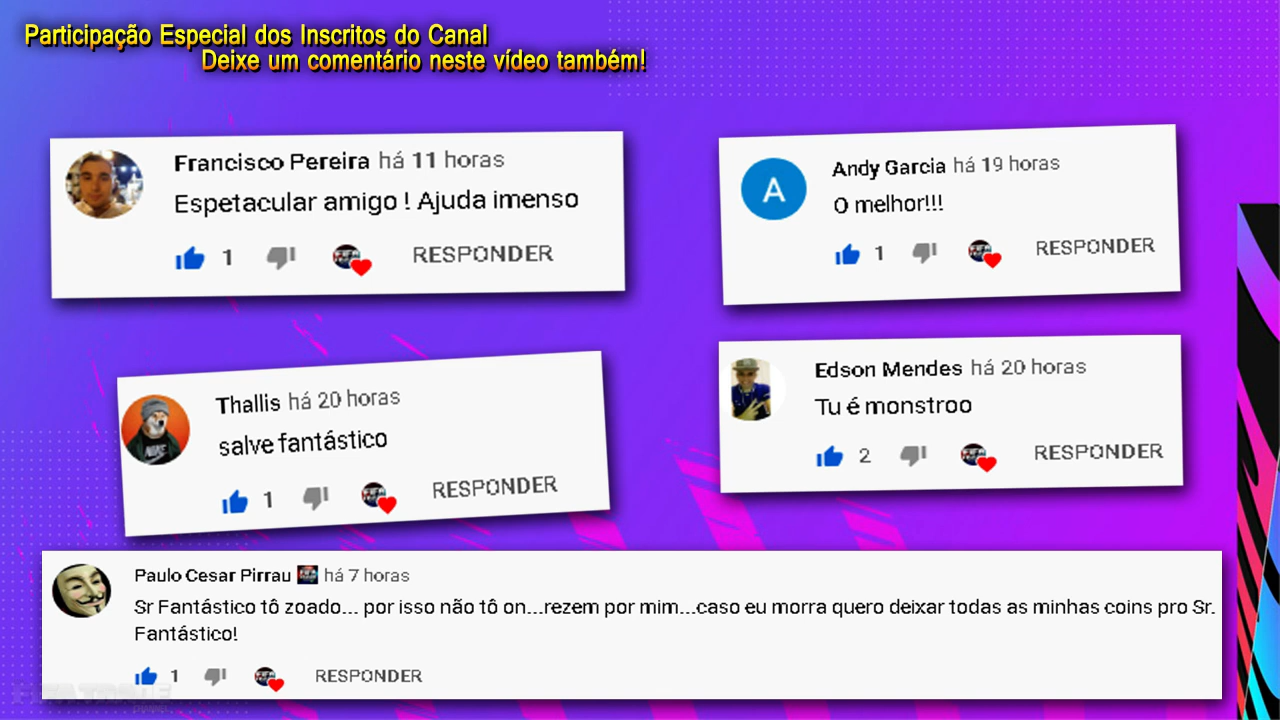 Participação Especial dos Inscritos do Canal
Deixe um comentário neste vídeo também!
Francisco Pereira há 11 horas
Espetacular amigo ! Ajuda imenso
1 RESPONDER
A
Andy Garcia há 19 horas
O melhor!!!
1 RESPONDER
Thallis há 20 horas
salve fantástico
1 RESPONDER
Edson Mendes há 20 horas
Tu é monstroo
2 RESPONDER
Paulo Cesar Pirrau há 7 horas
Sr Fantástico tô zoado... por isso não tô on...rezem por mim...caso eu morra quero deixar todas as minhas coins pro Sr.
Fantástico!
1 RESPONDER